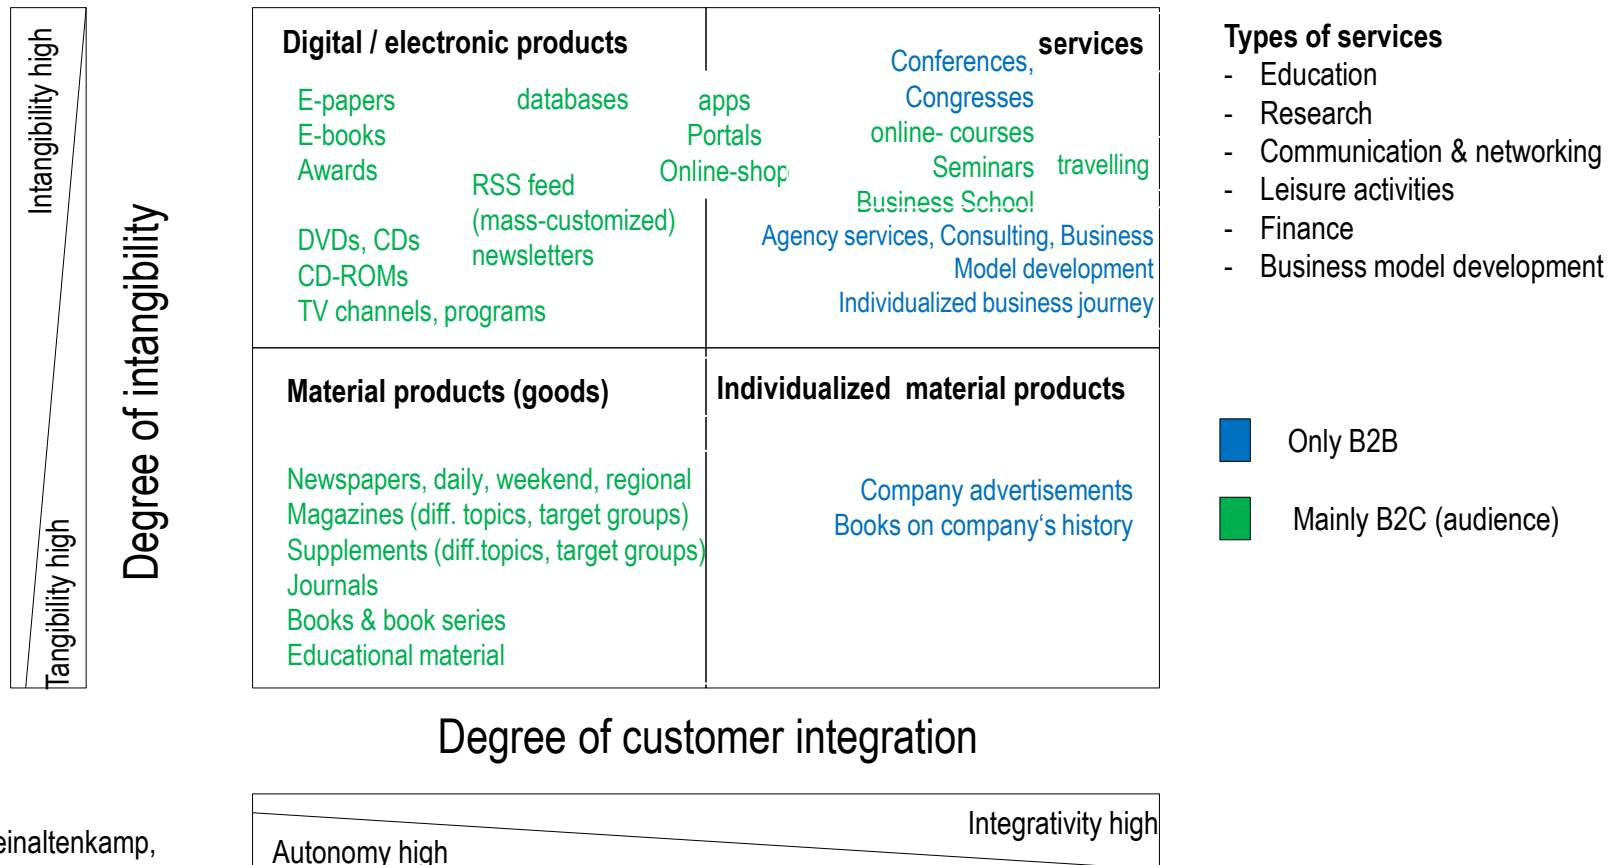 Intangibility high
Tangibility high
Degree of intangibility
Digital / electronic products
E-papers
E-books
Awards
databases
RSS feed
(mass-customized)
newsletters
DVDs, CDs
CD-ROMs
TV channels, programs
apps
Portals
Online-shop
services
Conferences,
Congresses
online- courses
Seminars
travelling
Business School
Agency services, Consulting, Business
Model development
Individualized business journey
Material products (goods)
Newspapers, daily, weekend, regional
Magazines (diff. topics, target groups)
Supplements (diff.topics, target groups)
Journals
Books & book series
Educational material
Individualized material products
Company advertisements
Books on company‘s history
Types of services
- Education
- Research
- Communication & networking
- Leisure activities
- Finance
- Business model development
Only B2B
Mainly B2C (audience)
Degree of customer integration
Integrativity high
Autonomy high
einaltenkamp,